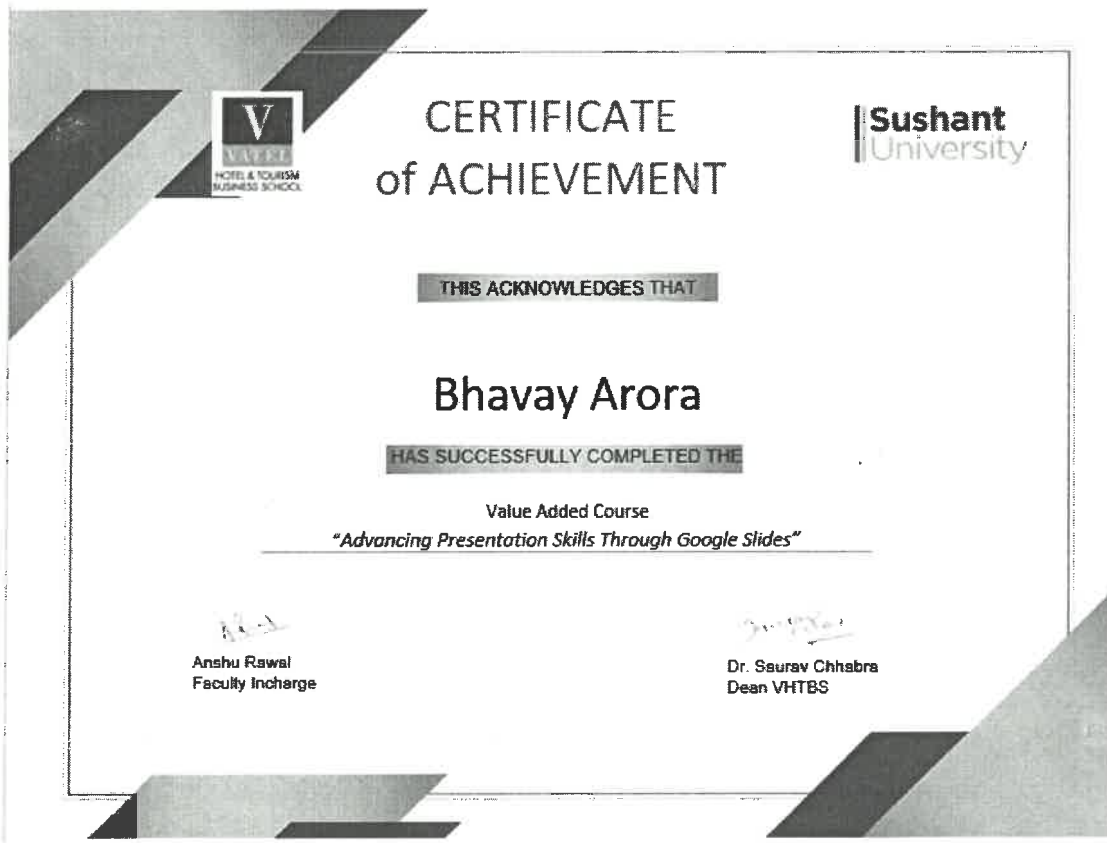 V
VATEL
HOTEL & TOURISM
BUSINESS SCHOOL
CERTIFICATE
of ACHIEVEMENT
Sushant
University
THIS ACKNOWLEDGES THAT
Bhavay Arora
HAS SUCCESSFULLY COMPLETED THE
Value Added Course
"Advancing Presentation Skills Through Google Slides"
Anshu Rawal
Faculty Incharge
Dr. Saurav Chhabra
Dean VHTBS